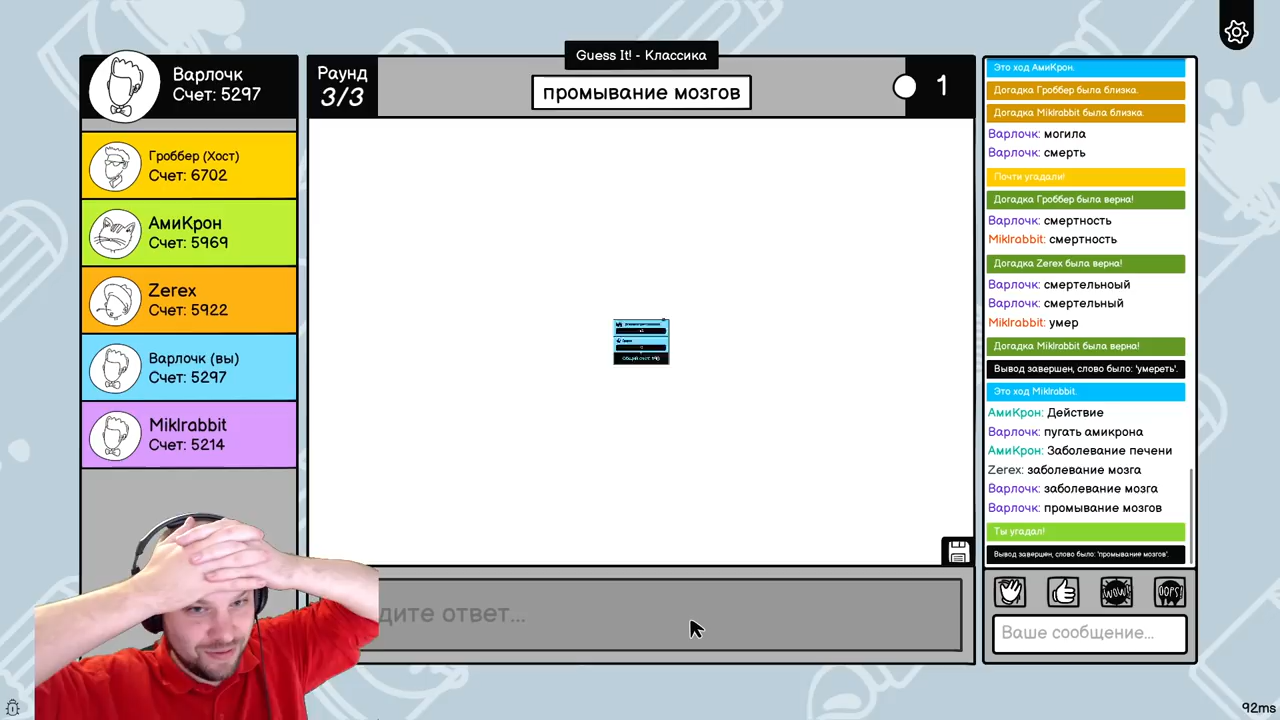 Guess It! - Классика
Варлочк
Счет: 5297
Раунд
3/3
промывание мозгов
1
Гроббер (Хост)
Счет: 6702
АмиКрон
Счет: 5969
Zerex
Счет: 5922
Варлочк (вы)
Счет: 5297
Miklrabbit
Счет: 5214
дите ответ...
Это ход АмиКрон.
Догадка Гроббер была близка.
Догадка Miklrabbit была близка.
Варлочк: могила
Варлочк: смерть
Почти угадали!
Догадка Гроббер была верна!
Варлочк: смертность
Miklrabbit: смертность
Догадка Zerex была верна!
Варлочк: смертельноый
Варлочк: смертельный
Miklrabbit: умер
Догадка Miklrabbit была верна!
Вывод завершен, слово было: 'умереть'.
Это ход Miklrabbit.
АмиКрон: Действие
Варлочк: пугать амикрона
АмиКрон: Заболевание печени
Zerex: заболевание мозга
Варлочк: заболевание мозга
Варлочк: промывание мозгов
Ты угадал!
Вывод завершен, слово было: 'промывание мозгов'.
WOW!
OOPS!
Ваше сообщение...
92ms